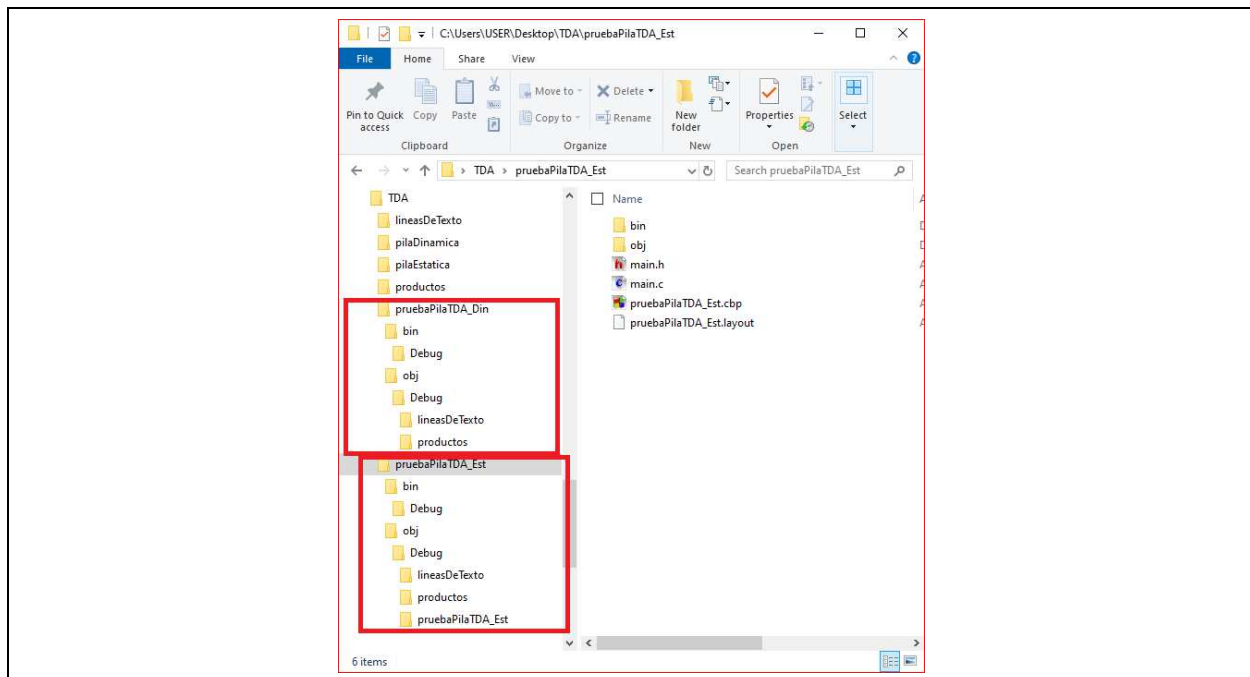 C:\Users\USER\Desktop\TDA\pruebaPilaTDA_Est
File Home Share View
Pin to Quick access
Copy
Paste
Move to
Copy to
Delete
Rename
New folder
Properties
Select
Clipboard Organize New Open
TDA > pruebaPilaTDA_Est
Search pruebaPilaTDA_Est
TDA
lineasDeTexto
pilaDinamica
pilaEstatica
productos
pruebaPilaTDA_Din
bin
Debug
obj
Debug
lineasDeTexto
productos
pruebaPilaTDA_Est
bin
Debug
obj
Debug
lineasDeTexto
productos
pruebaPilaTDA_Est
Name
bin
obj
main.h
main.c
pruebaPilaTDA_Est.cbp
pruebaPilaTDA_Est.layout
6 items